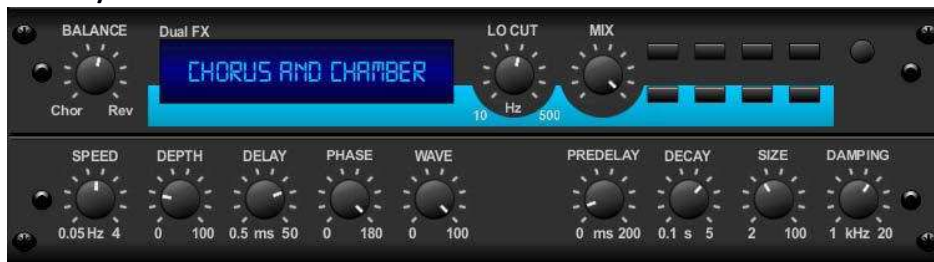 BALANCE Dual FX LO CUT MIX
CHORUS AND CHAMBER
Chor Rev 10 Hz 500
SPEED DEPTH DELAY PHASE WAVE PREDELAY DECAY SIZE DAMPING
0.05 Hz 4 0 100 0.5 ms 50 0 180 0 100 0 ms 200 0.1 s 5 2 100 1 kHz 20